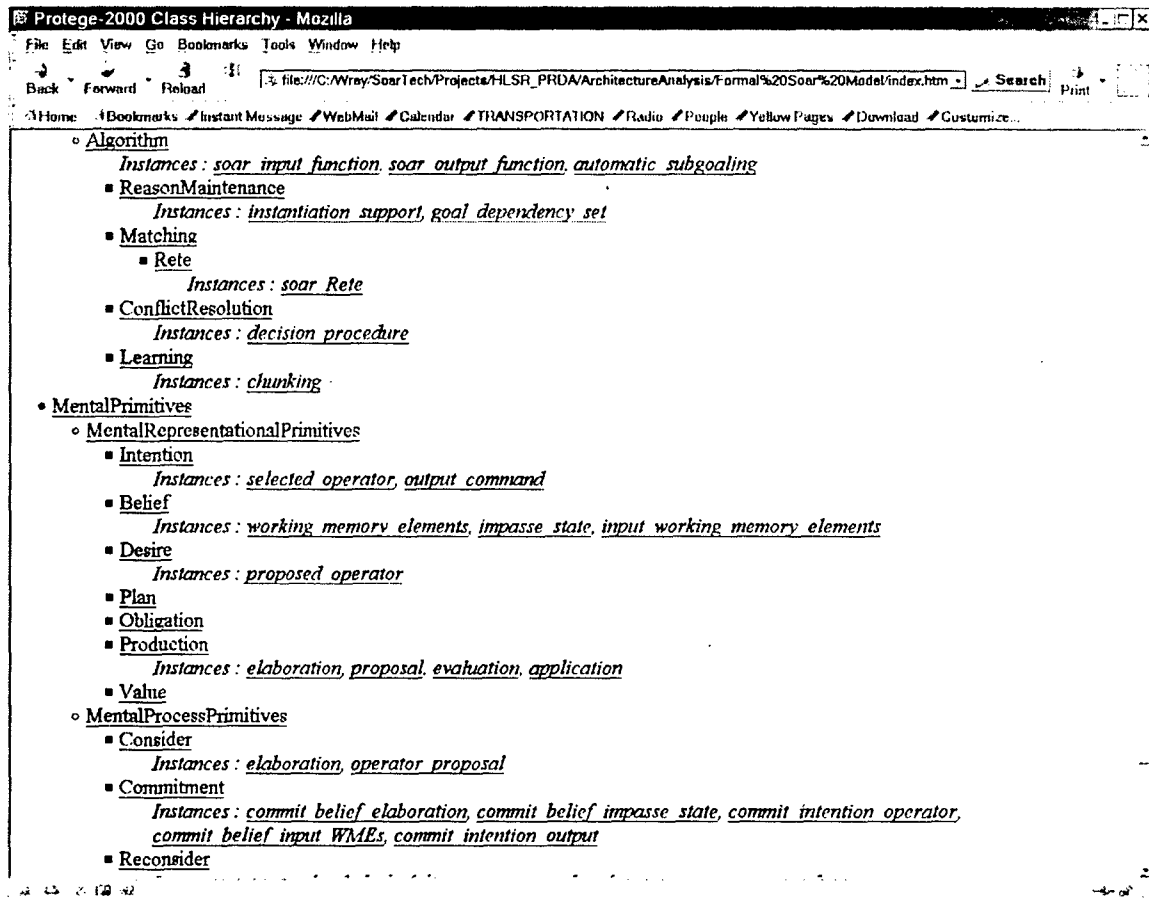 Protege-2000 Class Hierarchy - Mozilla
File Edit View Go Bookmarks Tools Window Help
Back Forward Reload file:///C:/Wray/SoarTech/Projects/HLSR_PRDA/ArchitectureAnalysis/Formal%20Soar%20Model/index.htm Search Print
Home Bookmarks Instant Message WebMail Calendar TRANSPORTATION Radio People Yellow Pages Download Customize...
Algorithm
Instances : soar input function, soar output function, automatic subgoaling
ReasonMaintenance
Instances : instantiation support, goal dependency set
Matching
Rete
Instances : soar Rete
ConflictResolution
Instances : decision procedure
Learning
Instances : chunking
MentalPrimitives
MentalRepresentationalPrimitives
Intention
Instances : selected operator, output command
Belief
Instances : working memory elements, impasse state, input working memory elements
Desire
Instances : proposed operator
Plan
Obligation
Production
Instances : elaboration, proposal, evaluation, application
Value
MentalProcessPrimitives
Consider
Instances : elaboration, operator proposal
Commitment
Instances : commit belief elaboration, commit belief impasse state, commit intention operator,
commit belief input WMEs, commit intention output
Reconsider